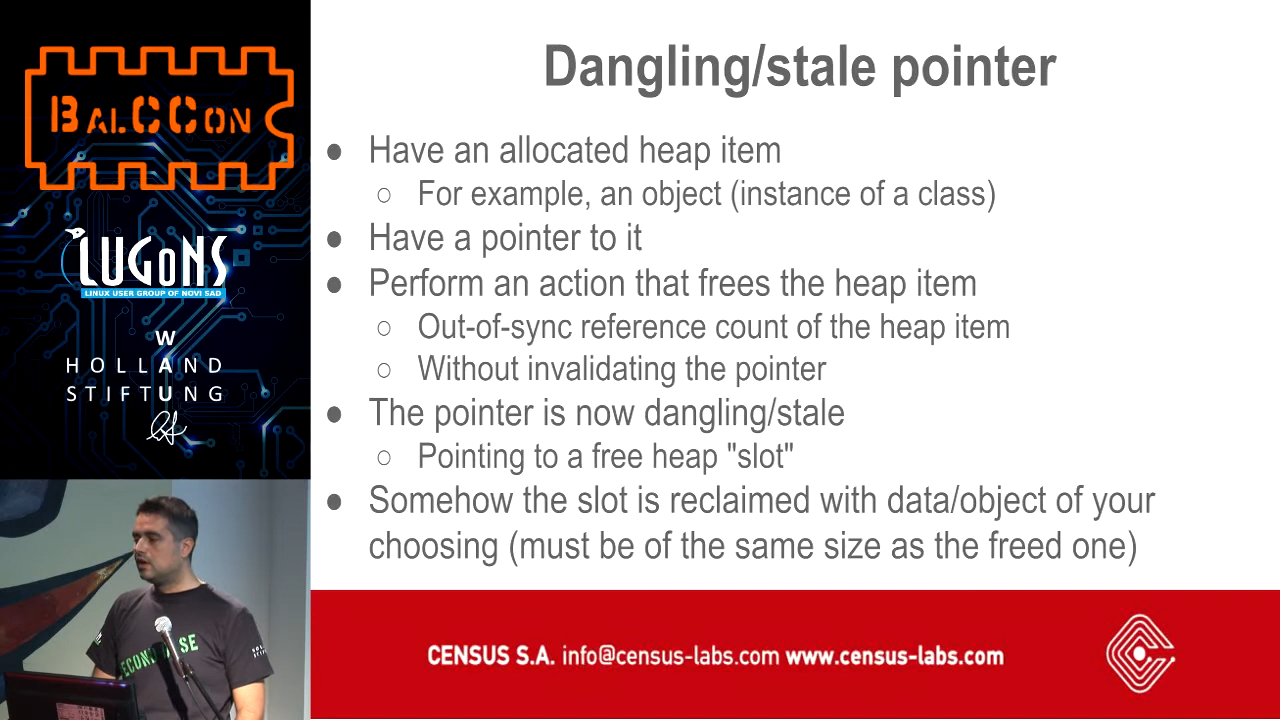 BALCCON
LUGONS
LINUX USER GROUP OF NOVI SAD
W
HOLLAND
STIFTUNG
Dangling/stale pointer
● Have an allocated heap item
○ For example, an object (instance of a class)
● Have a pointer to it
● Perform an action that frees the heap item
○ Out-of-sync reference count of the heap item
○ Without invalidating the pointer
● The pointer is now dangling/stale
○ Pointing to a free heap "slot"
● Somehow the slot is reclaimed with data/object of your
choosing (must be of the same size as the freed one)
CENSUS S.A. info@census-labs.com www.census-labs.com